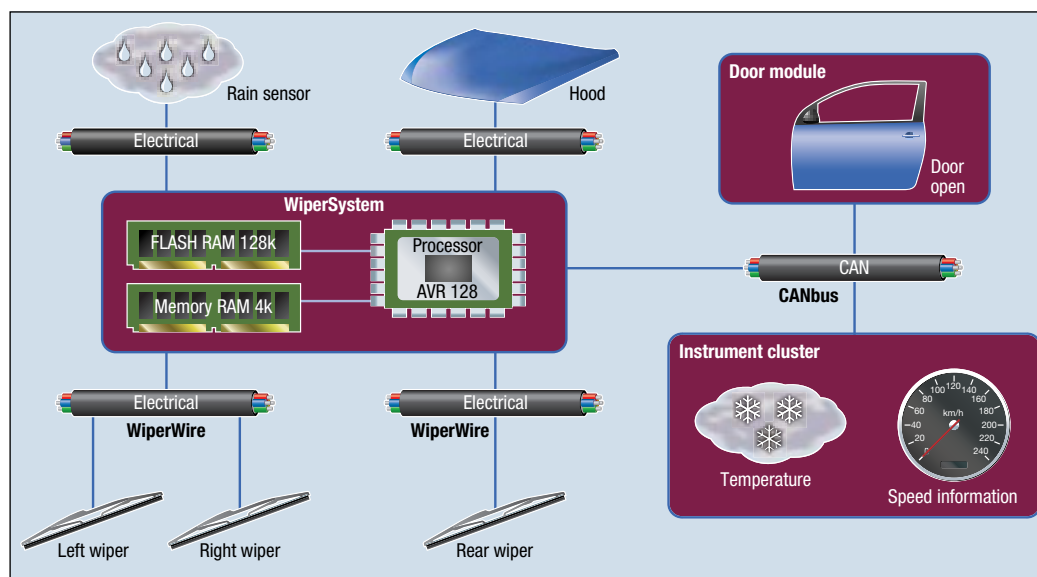 Rain sensor
Hood
Electrical
Electrical
WiperSystem
FLASH RAM 128k
Memory RAM 4k
Processor
AVR 128
Electrical
WiperWire
Electrical
WiperWire
Left wiper
Right wiper
Rear wiper
Door module
Door
open
CAN
CANbus
Instrument cluster
Temperature
km/h
0
20
40
60
80
100
120
140
160
180
200
220
240
Speed information